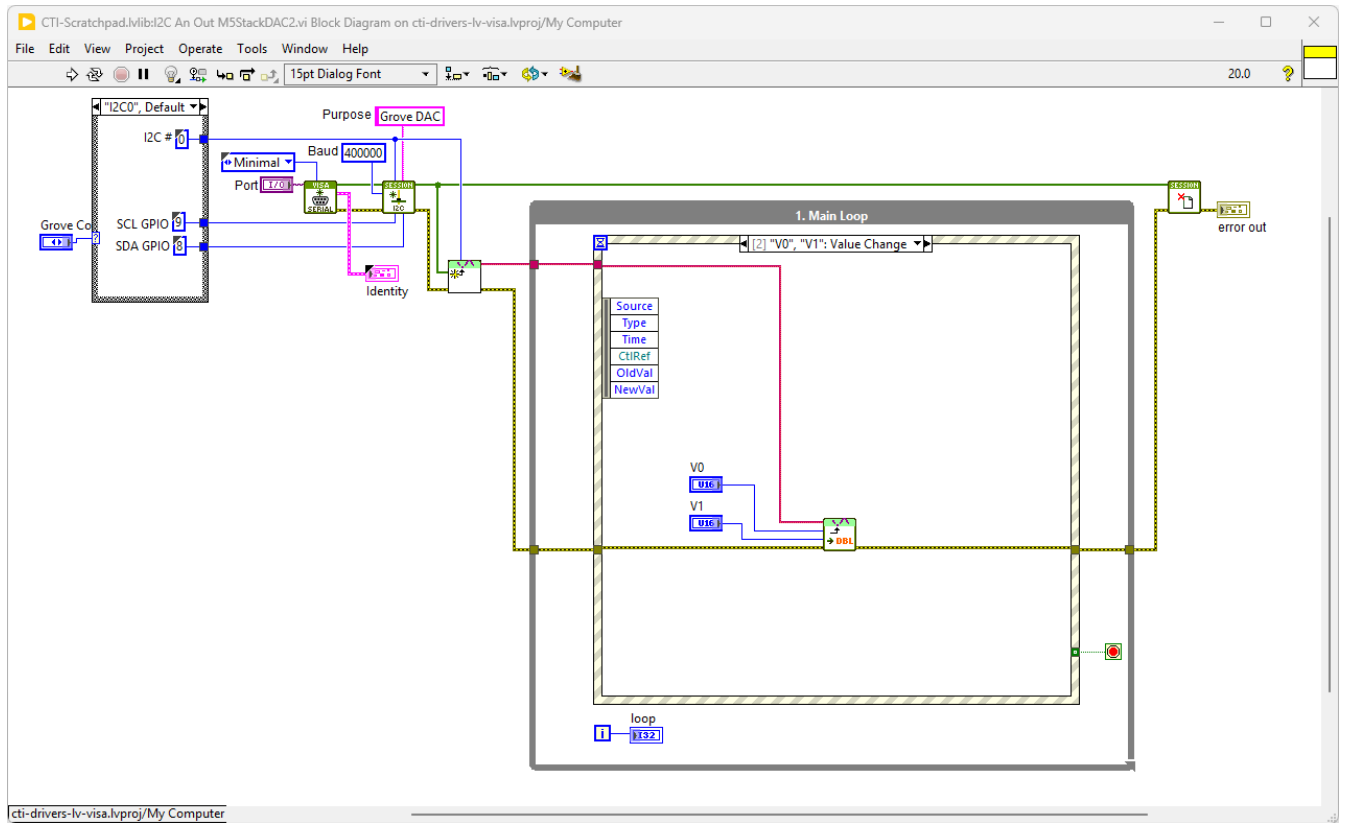 CTI-Scratchpad.lvlib:I2C An Out M5StackDAC2.vi Block Diagram on cti-drivers-lv-visa.lvproj/My Computer
File Edit View Project Operate Tools Window Help
15pt Dialog Font
20.0
"I2C0", Default
Purpose
Grove DAC
I2C #
0
Baud
400000
Minimal
Port
I/O
VISA
SERIAL
SESSION
I2C
SESSION
error out
Grove Co
SCL GPIO
9
SDA GPIO
8
?
Identity
1. Main Loop
[2] "V0", "V1": Value Change
Source
Type
Time
CtlRef
OldVal
NewVal
V0
U16
V1
U16
DBL
loop
i
I32
cti-drivers-lv-visa.lvproj/My Computer